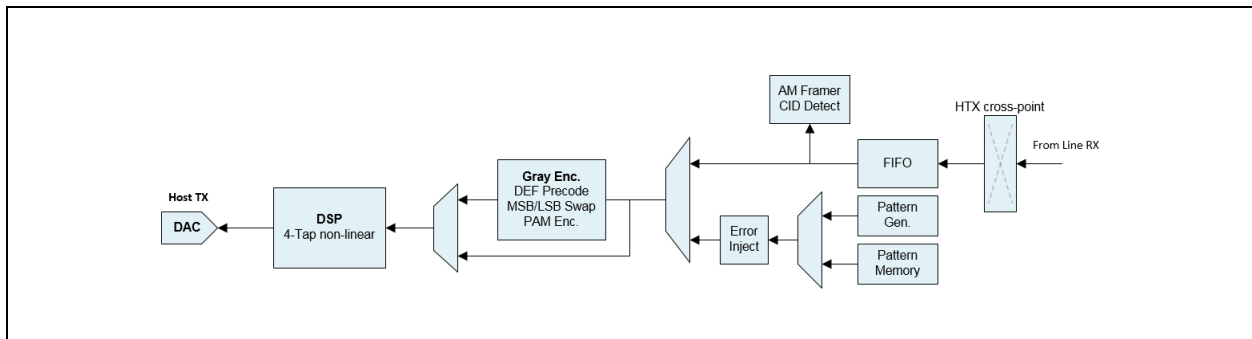 AM Framer
CID Detect
HTX cross-point
From Line RX
FIFO
Gray Enc.
DEF Precode
MSB/LSB Swap
PAM Enc.
Host TX
DAC
DSP
4-Tap non-linear
Error
Inject
Pattern
Gen.
Pattern
Memory